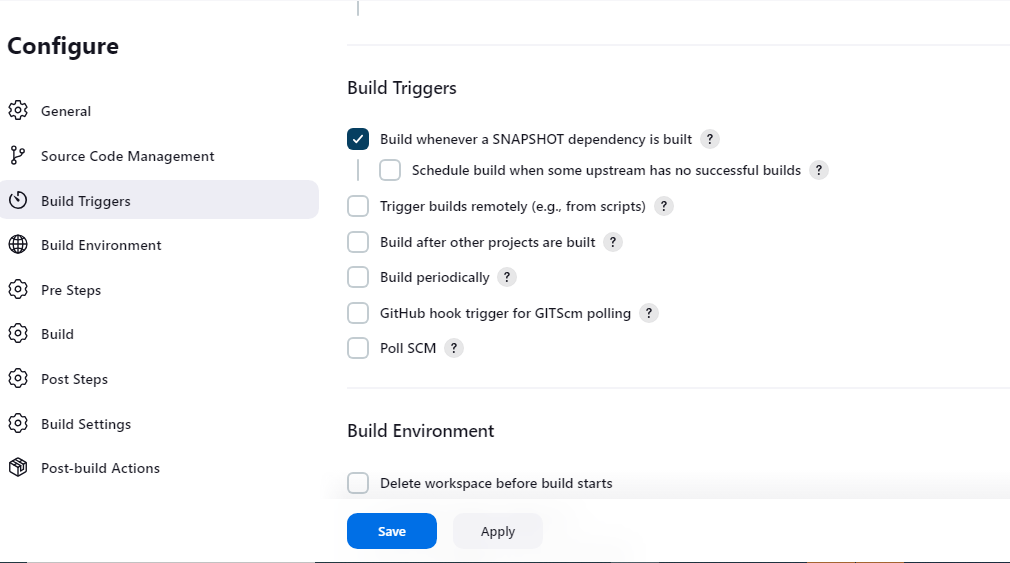 Configure
General
Source Code Management
Build Triggers
Build Environment
Pre Steps
Build
Post Steps
Build Settings
Post-build Actions
Build Triggers
Build whenever a SNAPSHOT dependency is built ?
Schedule build when some upstream has no successful builds ?
Trigger builds remotely (e.g., from scripts) ?
Build after other projects are built ?
Build periodically ?
GitHub hook trigger for GITScm polling ?
Poll SCM ?
Build Environment
Delete workspace before build starts
Save Apply